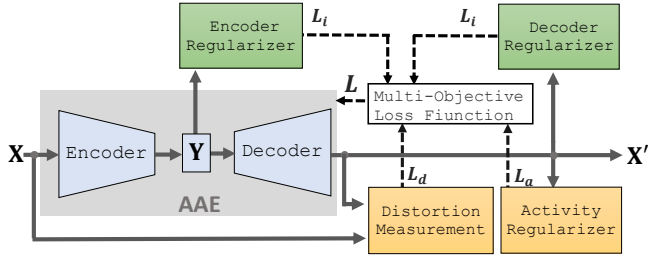 Encoder
Regularizer
L_i
L_i
Decoder
Regularizer
L
Multi-Objective
Loss Fiunction
X
Encoder
Y
Decoder
X′
AAE
L_d
L_a
Distortion
Measurement
Activity
Regularizer